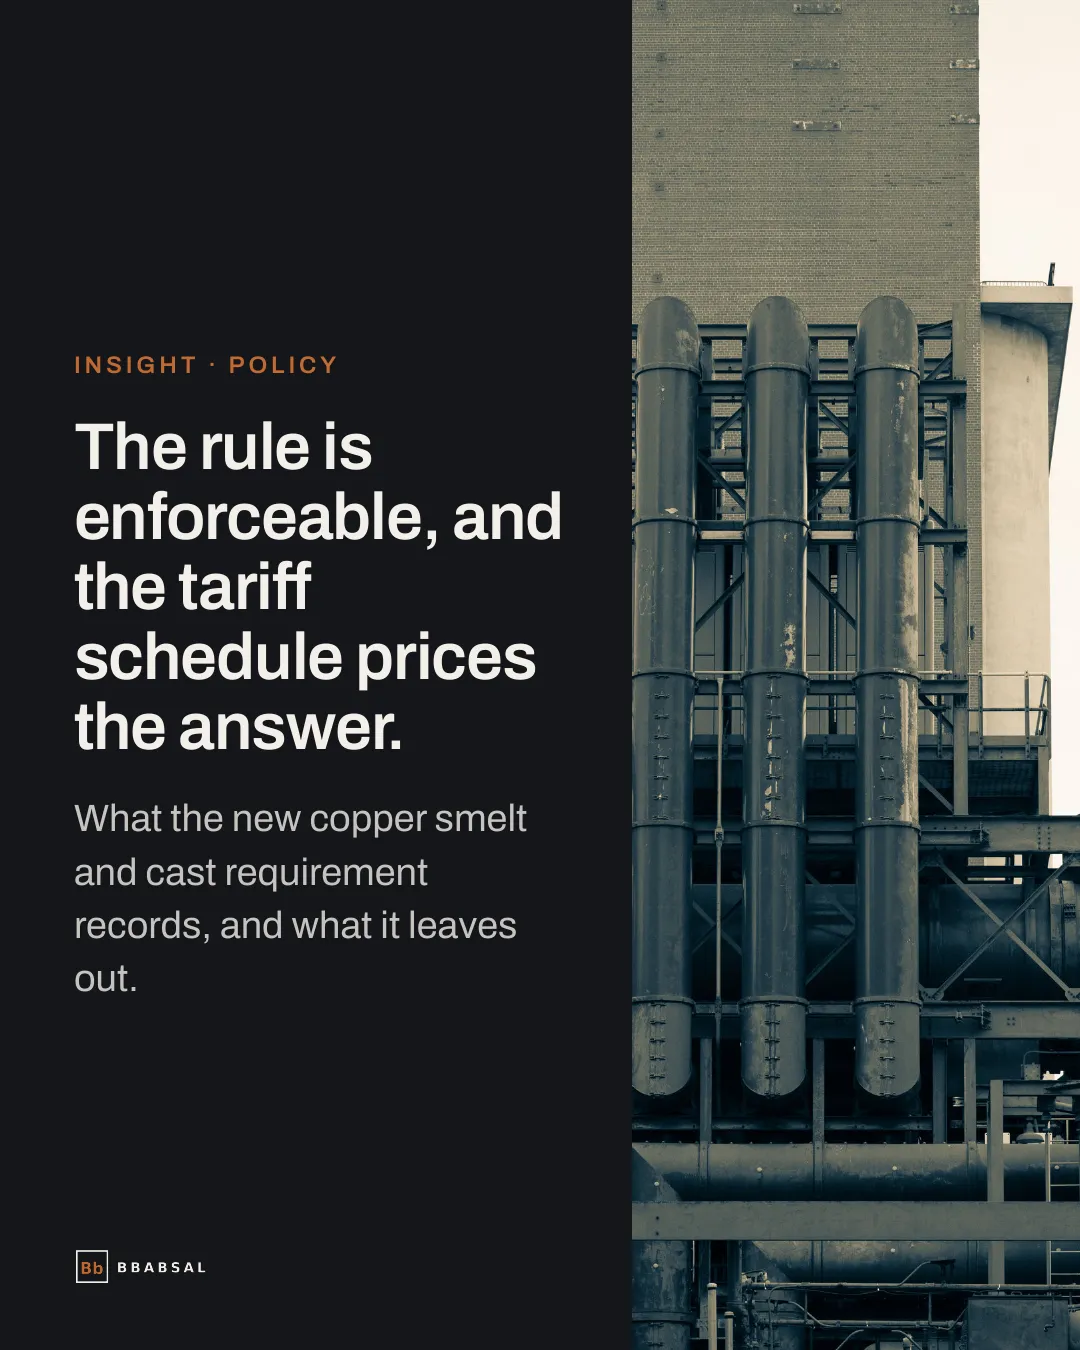 INSIGHT · POLICY
The rule is
enforceable, and
the tariff
schedule prices
the answer.
What the new copper smelt
and cast requirement
records, and what it leaves
out.
Bb BBABSAL